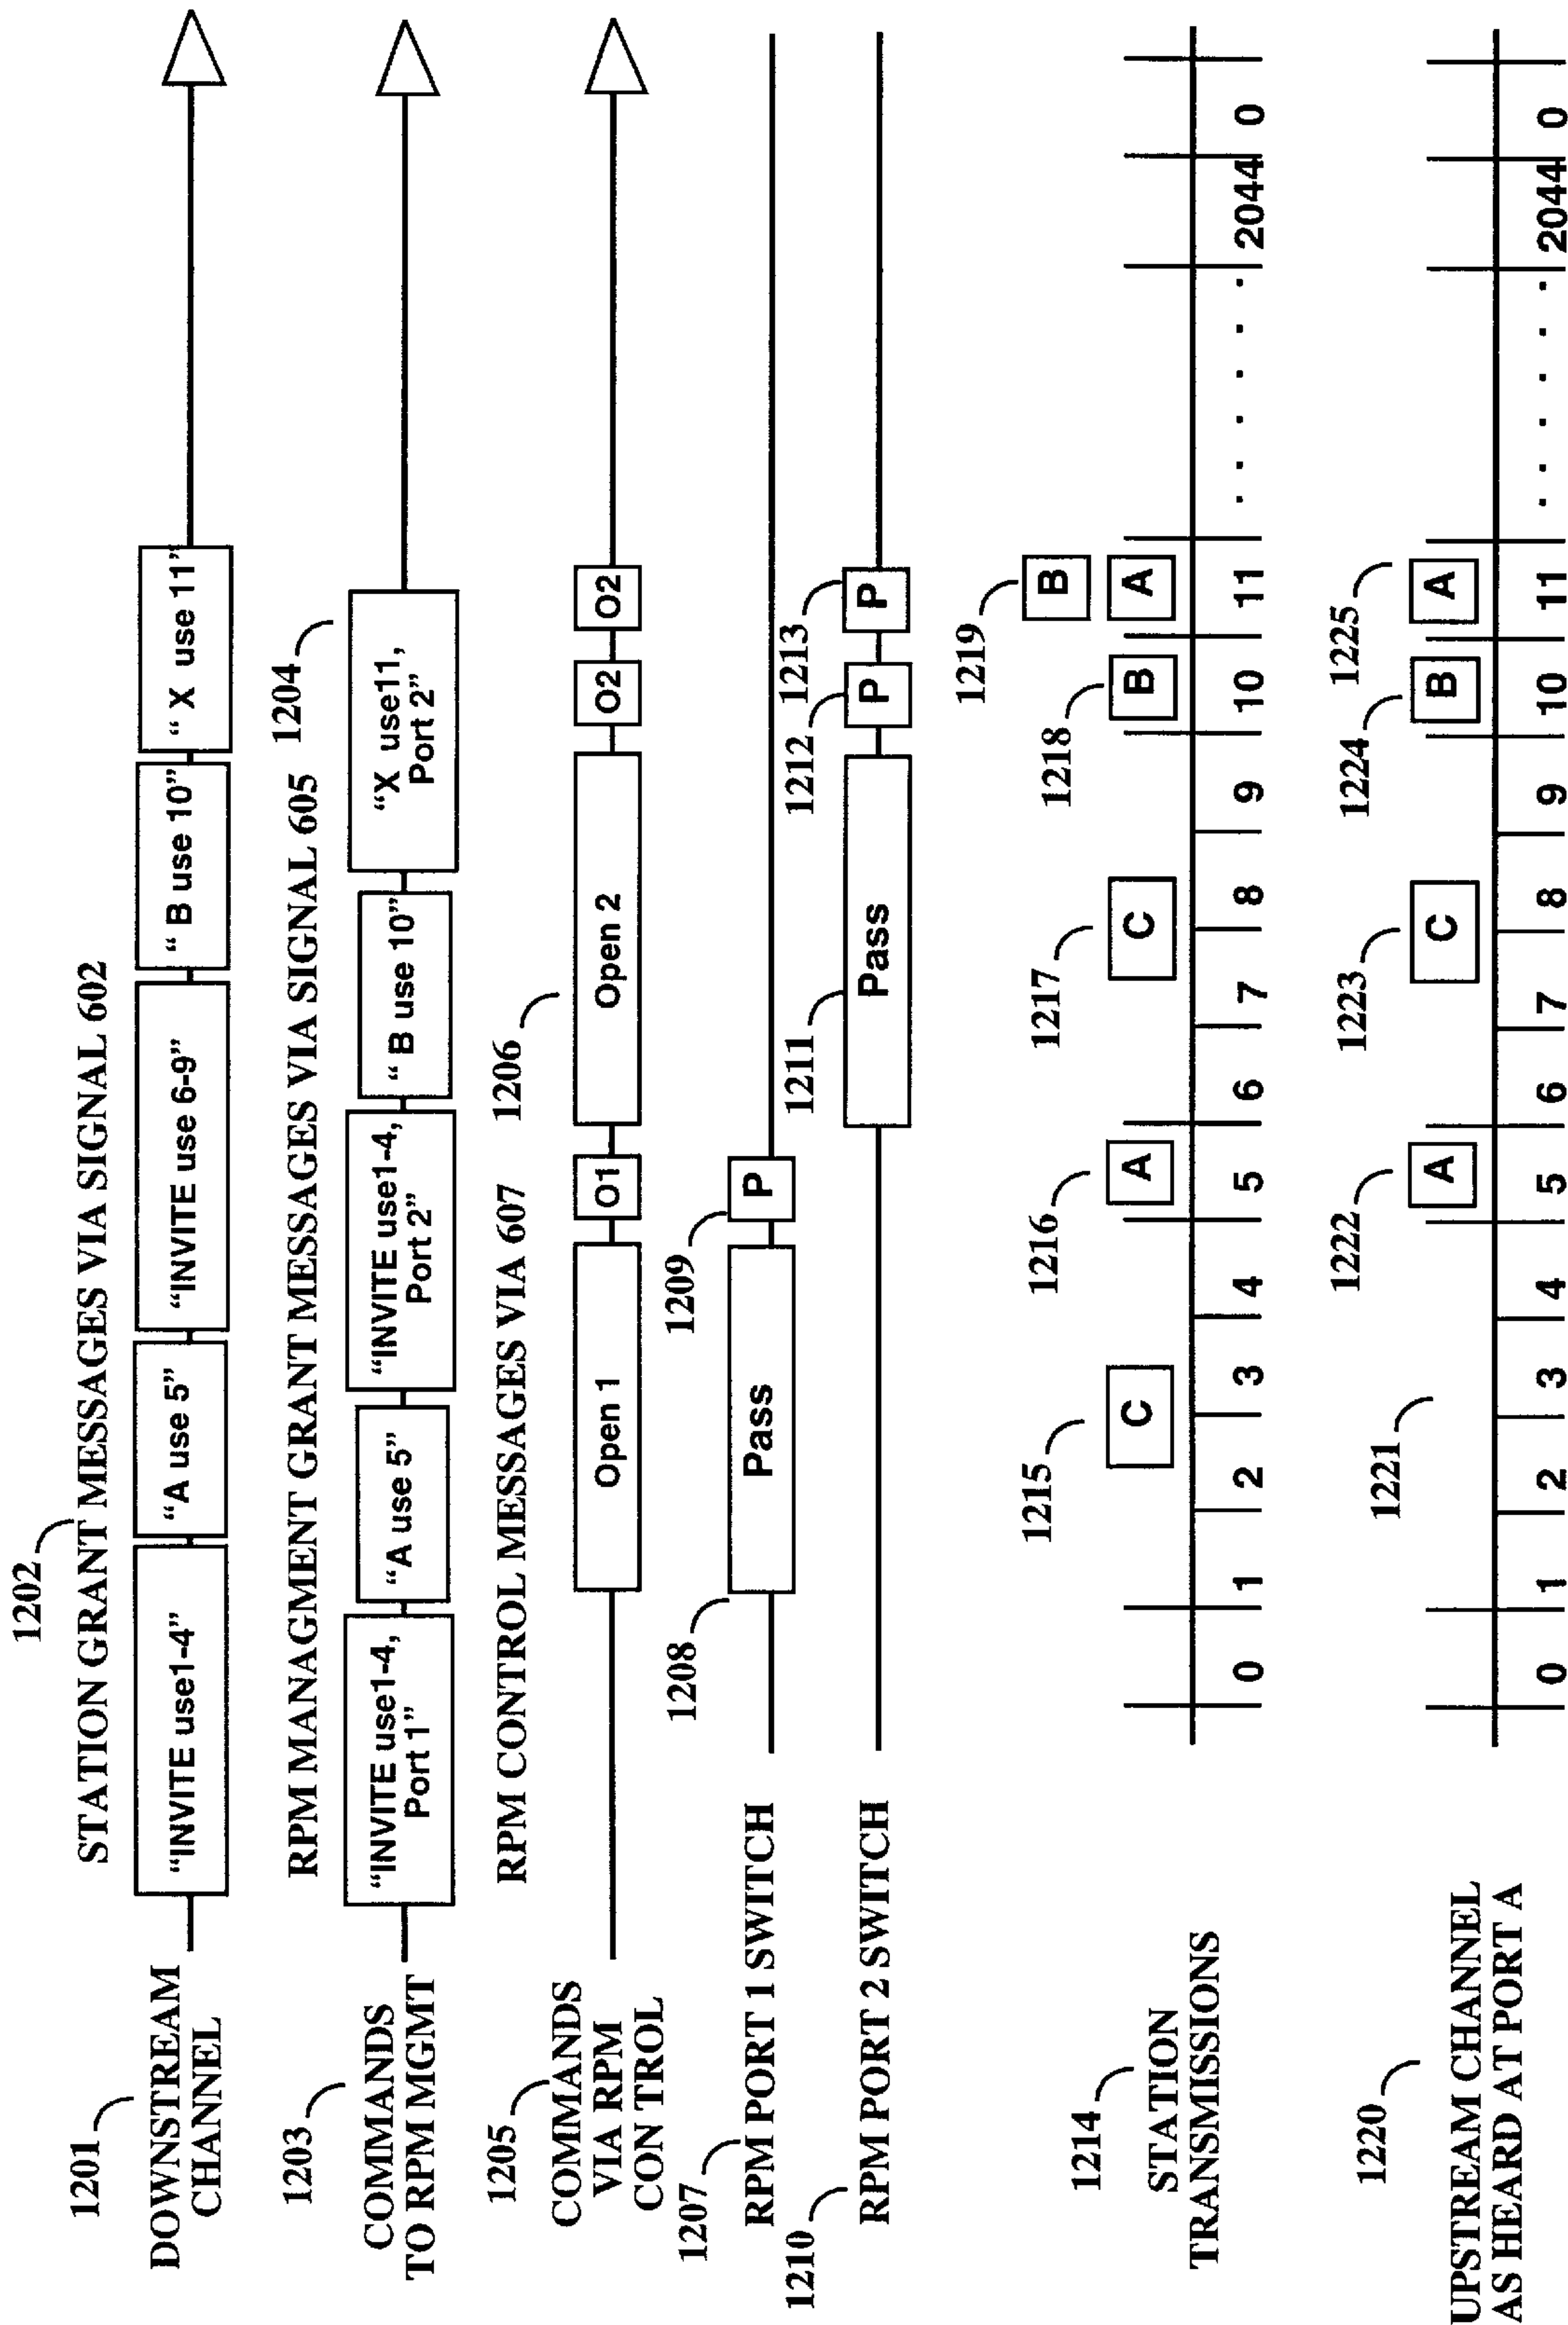 1202
STATION GRANT MESSAGES VIA SIGNAL 602
1201
DOWNSTREAM
CHANNEL
“INVITE use1-4”
“A use 5”
“INVITE use 6-9”
“ B use 10”
“ X use 11”
RPM MANAGMENT GRANT MESSAGES VIA SIGNAL 605
1204
1203
COMMANDS
TO RPM MGMT
“INVITE use1-4,
Port 1”
“A use 5”
“INVITE use1-4,
Port 2”
“ B use 10”
“X use11,
Port 2”
RPM CONTROL MESSAGES VIA 607
1206
1205
COMMANDS
VIA RPM
CON TROL
Open 1
O1
Open 2
O2
O2
1207
RPM PORT 1 SWITCH
1208
Pass
1209
P
1210
RPM PORT 2 SWITCH
1211
Pass
1212
P
1213
P
1214
STATION
TRANSMISSIONS
1215
C
1216
A
1217
C
1218
B
1219
B
A
0 1 2 3 4 5 6 7 8 9 10 11 . . . . . . 2044 0
1220
UPSTREAM CHANNEL
AS HEARD AT PORT A
1221
1222
A
1223
C
1224
B
1225
A
0 1 2 3 4 5 6 7 8 9 10 11 . . . . . . 2044 0